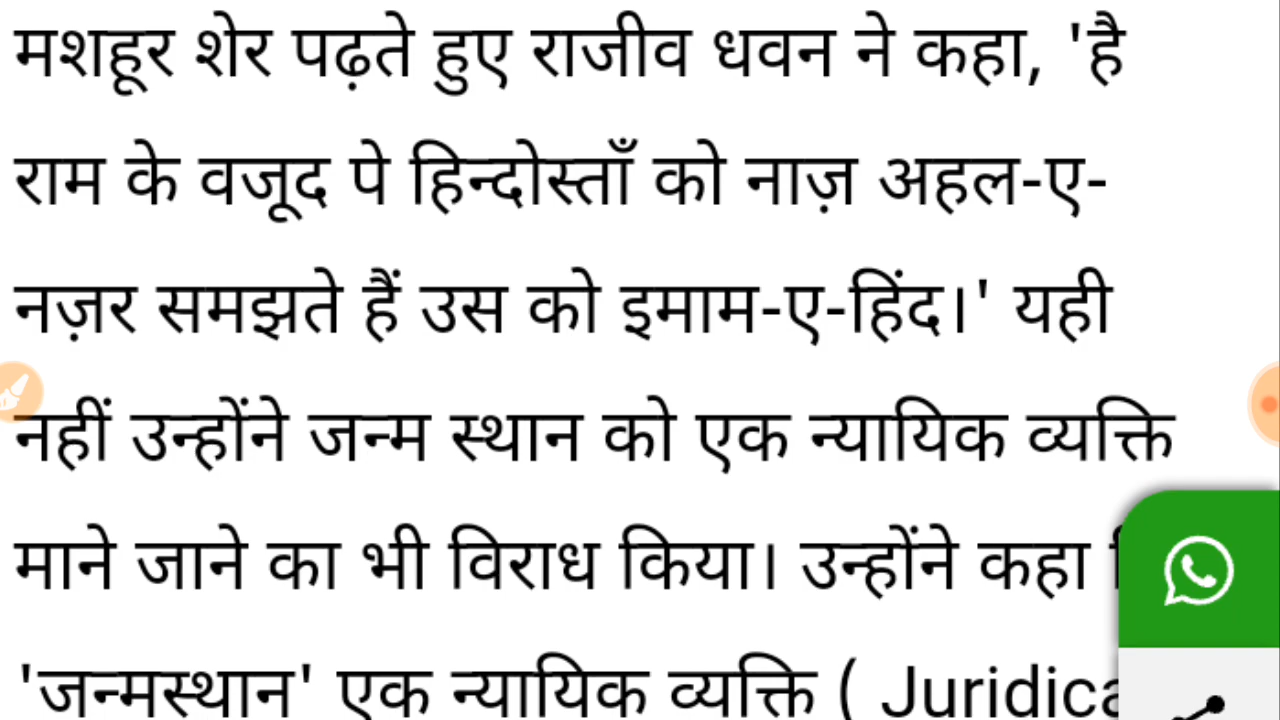 मशहूर शेर पढ़ते हुए राजीव धवन ने कहा, 'है
राम के वजूद पे हिन्दोस्ताँ को नाज़ अहल-ए-
नज़र समझते हैं उस को इमाम-ए-हिंद।' यही
नहीं उन्होंने जन्म स्थान को एक न्यायिक व्यक्ति
माने जाने का भी विराध किया। उन्होंने कहा
'जन्मस्थान' एक न्यायिक व्यक्ति (